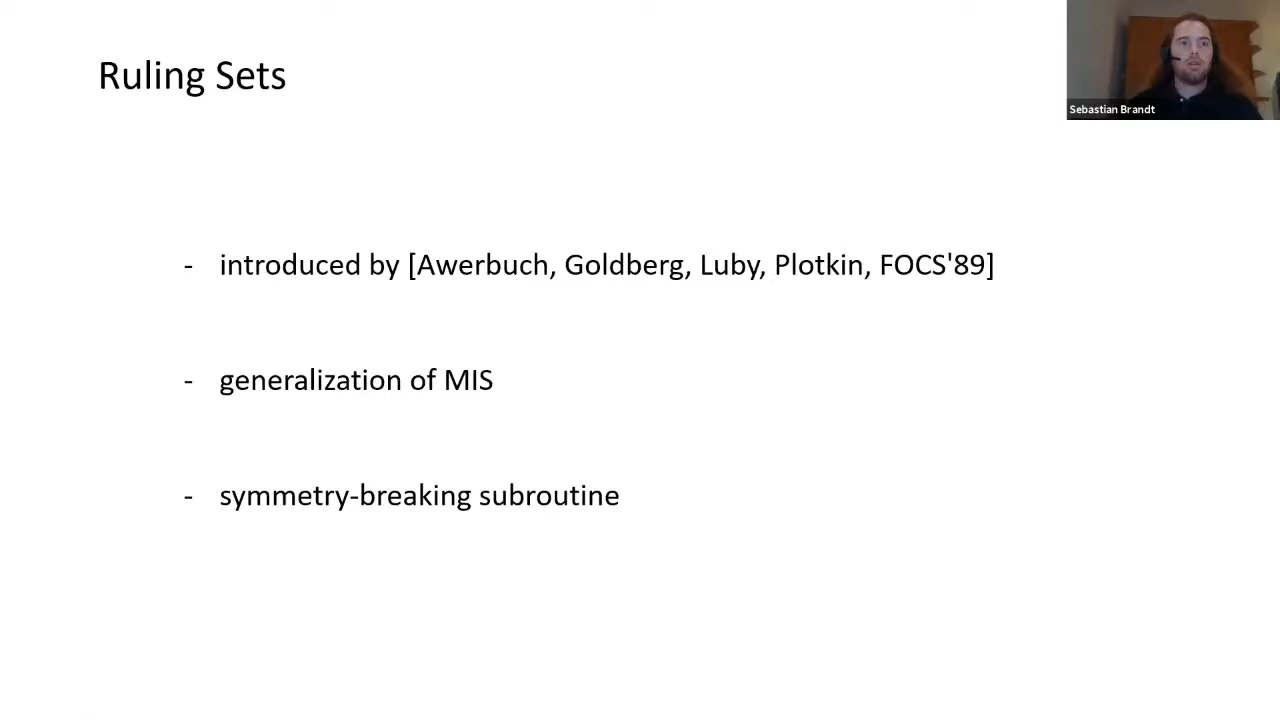 Ruling Sets
Sebastian Brandt
- introduced by [Awerbuch, Goldberg, Luby, Plotkin, FOCS'89]
- generalization of MIS
- symmetry-breaking subroutine